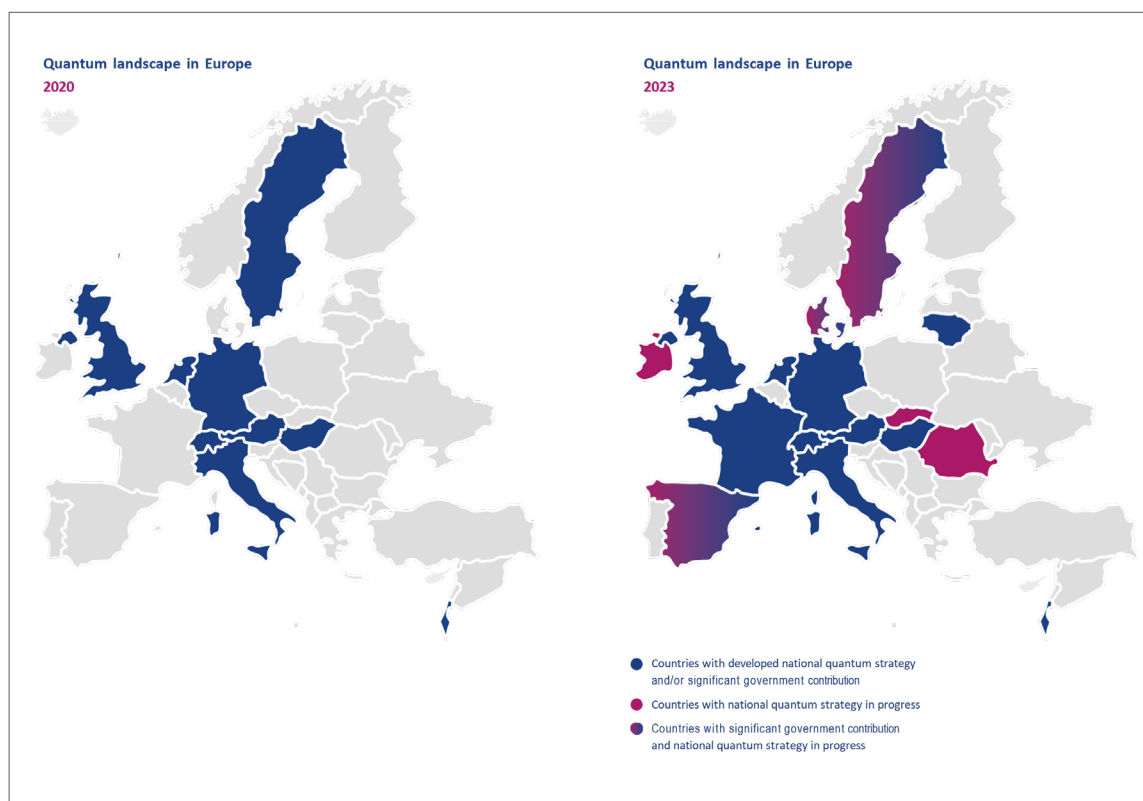 Quantum landscape in Europe
2020
Quantum landscape in Europe
2023
Countries with developed national quantum strategy
and/or significant government contribution
Countries with national quantum strategy in progress
Countries with significant government contribution
and national quantum strategy in progress